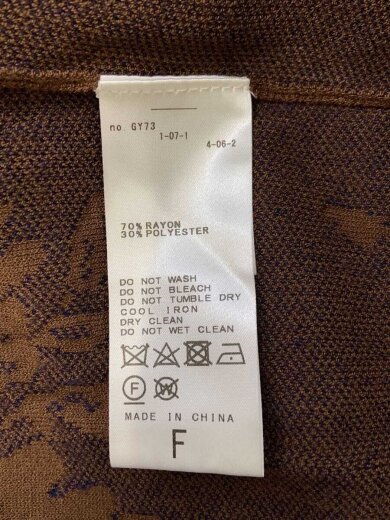 no. GY73
1-07-1
4-06-2
70% RAYON
30% POLYESTER
DO NOT WASH
DO NOT BLEACH
DO NOT TUMBLE DRY
COOL IRON
DRY CLEAN
DO NOT WET CLEAN
F W
MADE IN CHINA
F